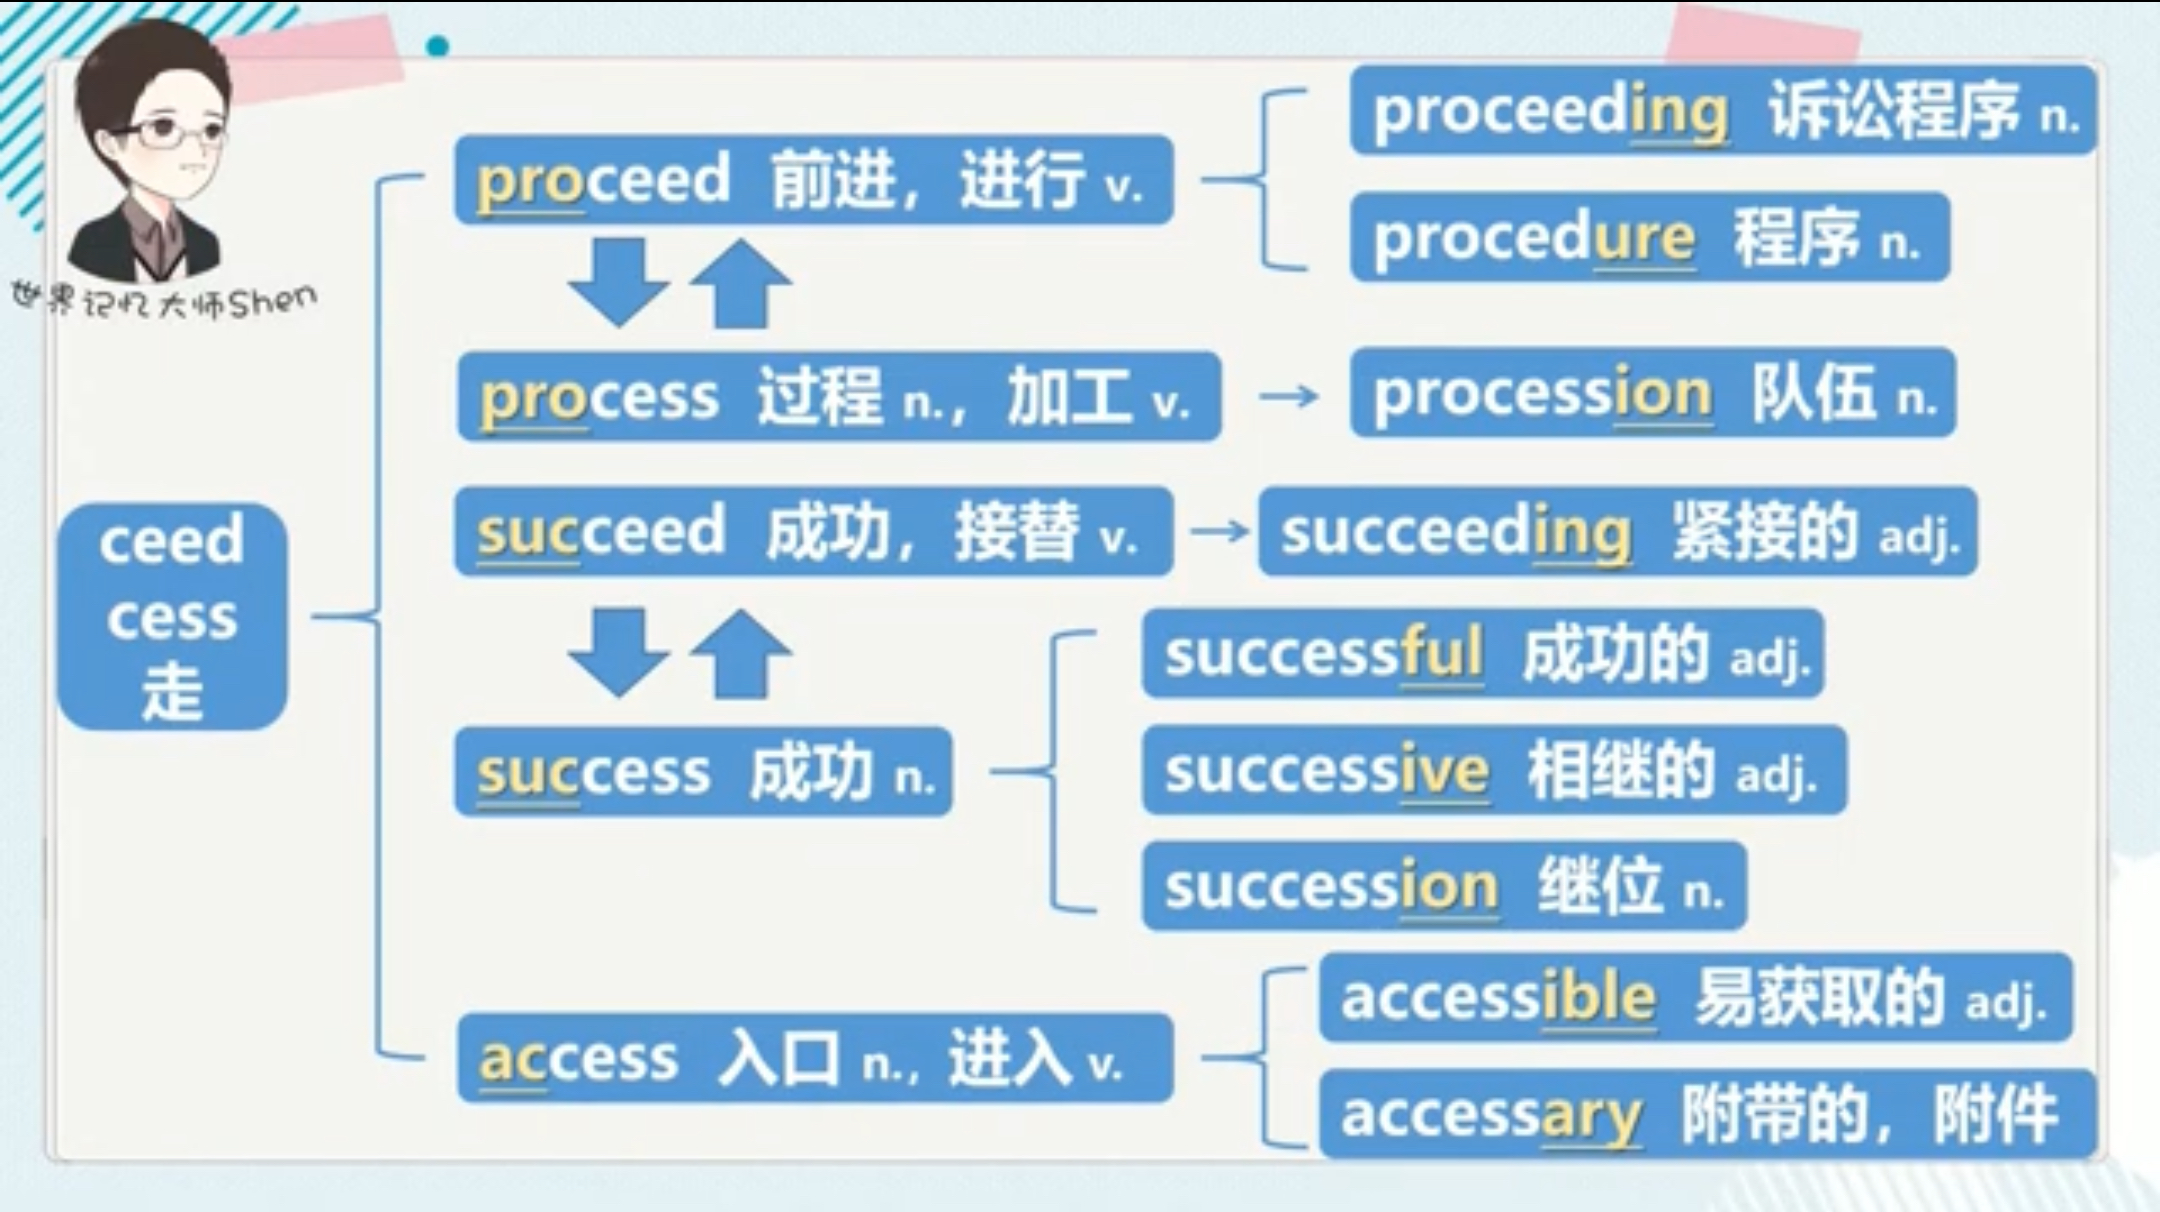 世界记忆大师Shen
ceed
cess
走
proceed 前进，进行 v.
proceeding 诉讼程序 n.
procedure 程序 n.
process 过程 n.，加工 v.
procession 队伍 n.
succeed 成功，接替 v.
succeeding 紧接的 adj.
success 成功 n.
successful 成功的 adj.
successive 相继的 adj.
succession 继位 n.
access 入口 n.，进入 v.
accessible 易获取的 adj.
accessary 附带的，附件